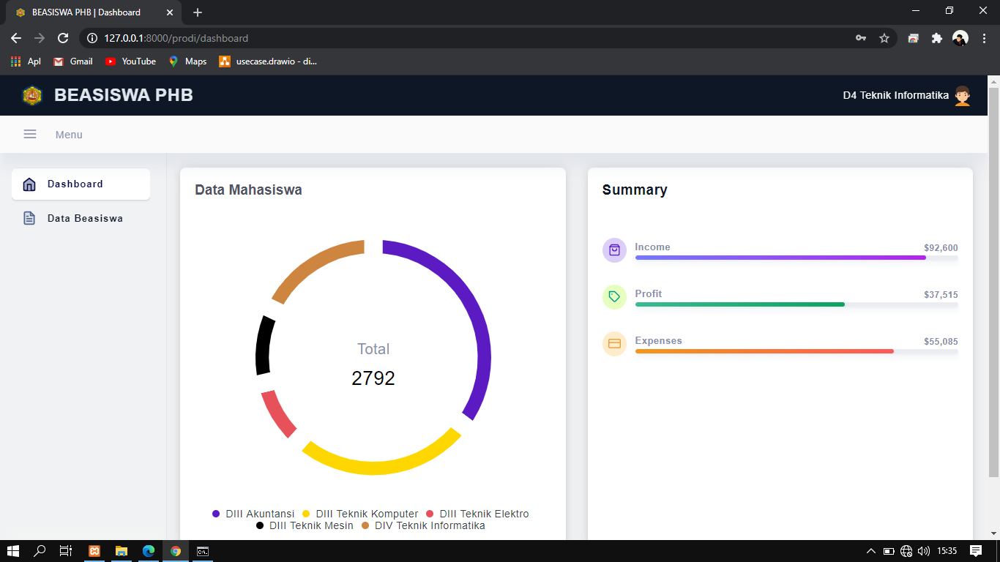 BEASISWA PHB | Dashboard
127.0.0.1:8000/prodi/dashboard
Apl Gmail YouTube Maps usecase.drawio - di...
BEASISWA PHB
D4 Teknik Informatika
Menu
Dashboard
Data Beasiswa
Data Mahasiswa
Total
2792
DIII Akuntansi DIII Teknik Komputer DIII Teknik Elektro
DIII Teknik Mesin DIV Teknik Informatika
Summary
Income $92,600
Profit $37,515
Expenses $55,085
15:35